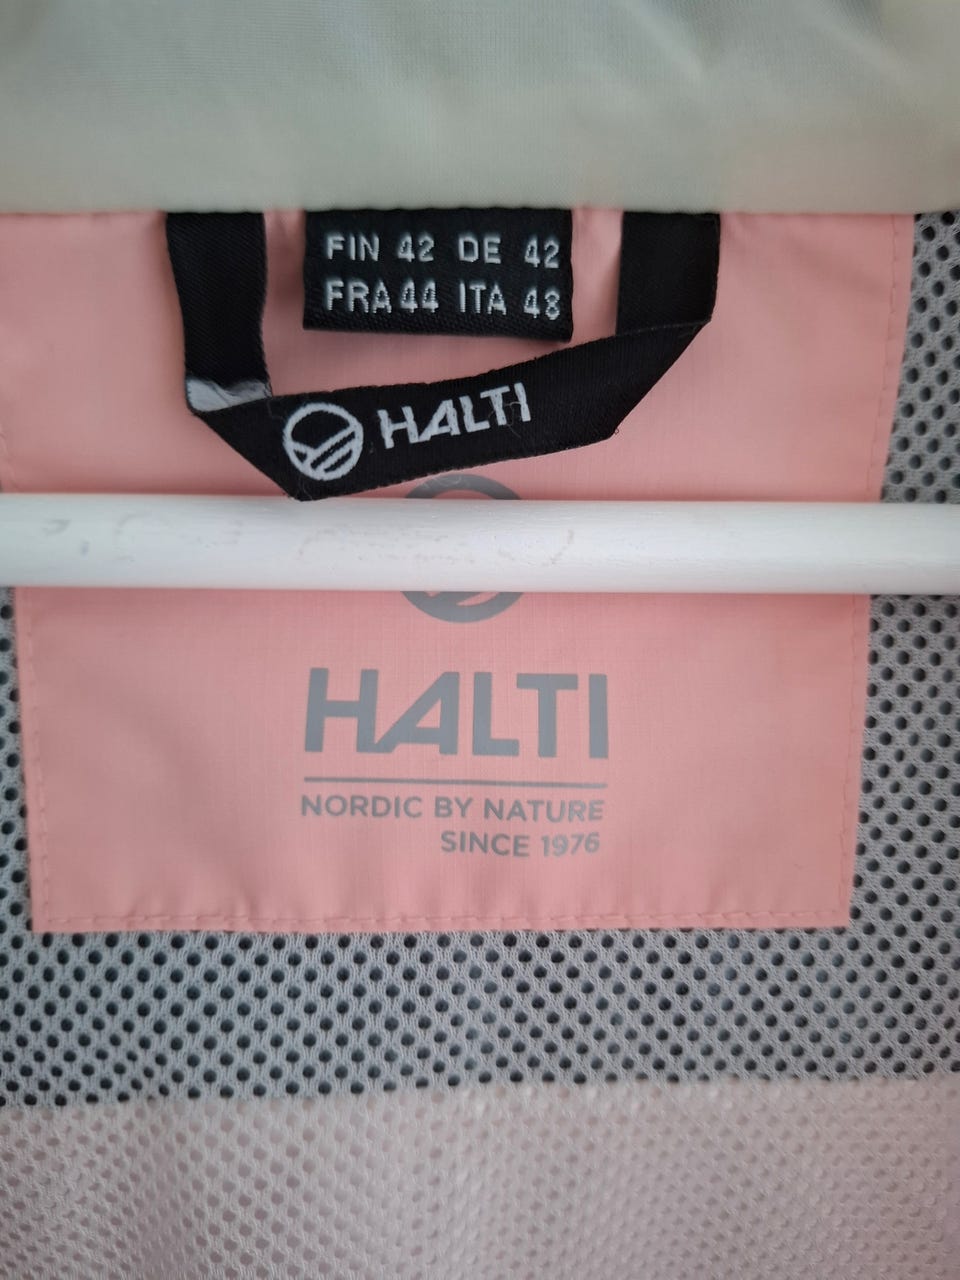 FIN 42 DE 42
FRA 44 ITA 48
HALTI
HALTI
NORDIC BY NATURE
SINCE 1976